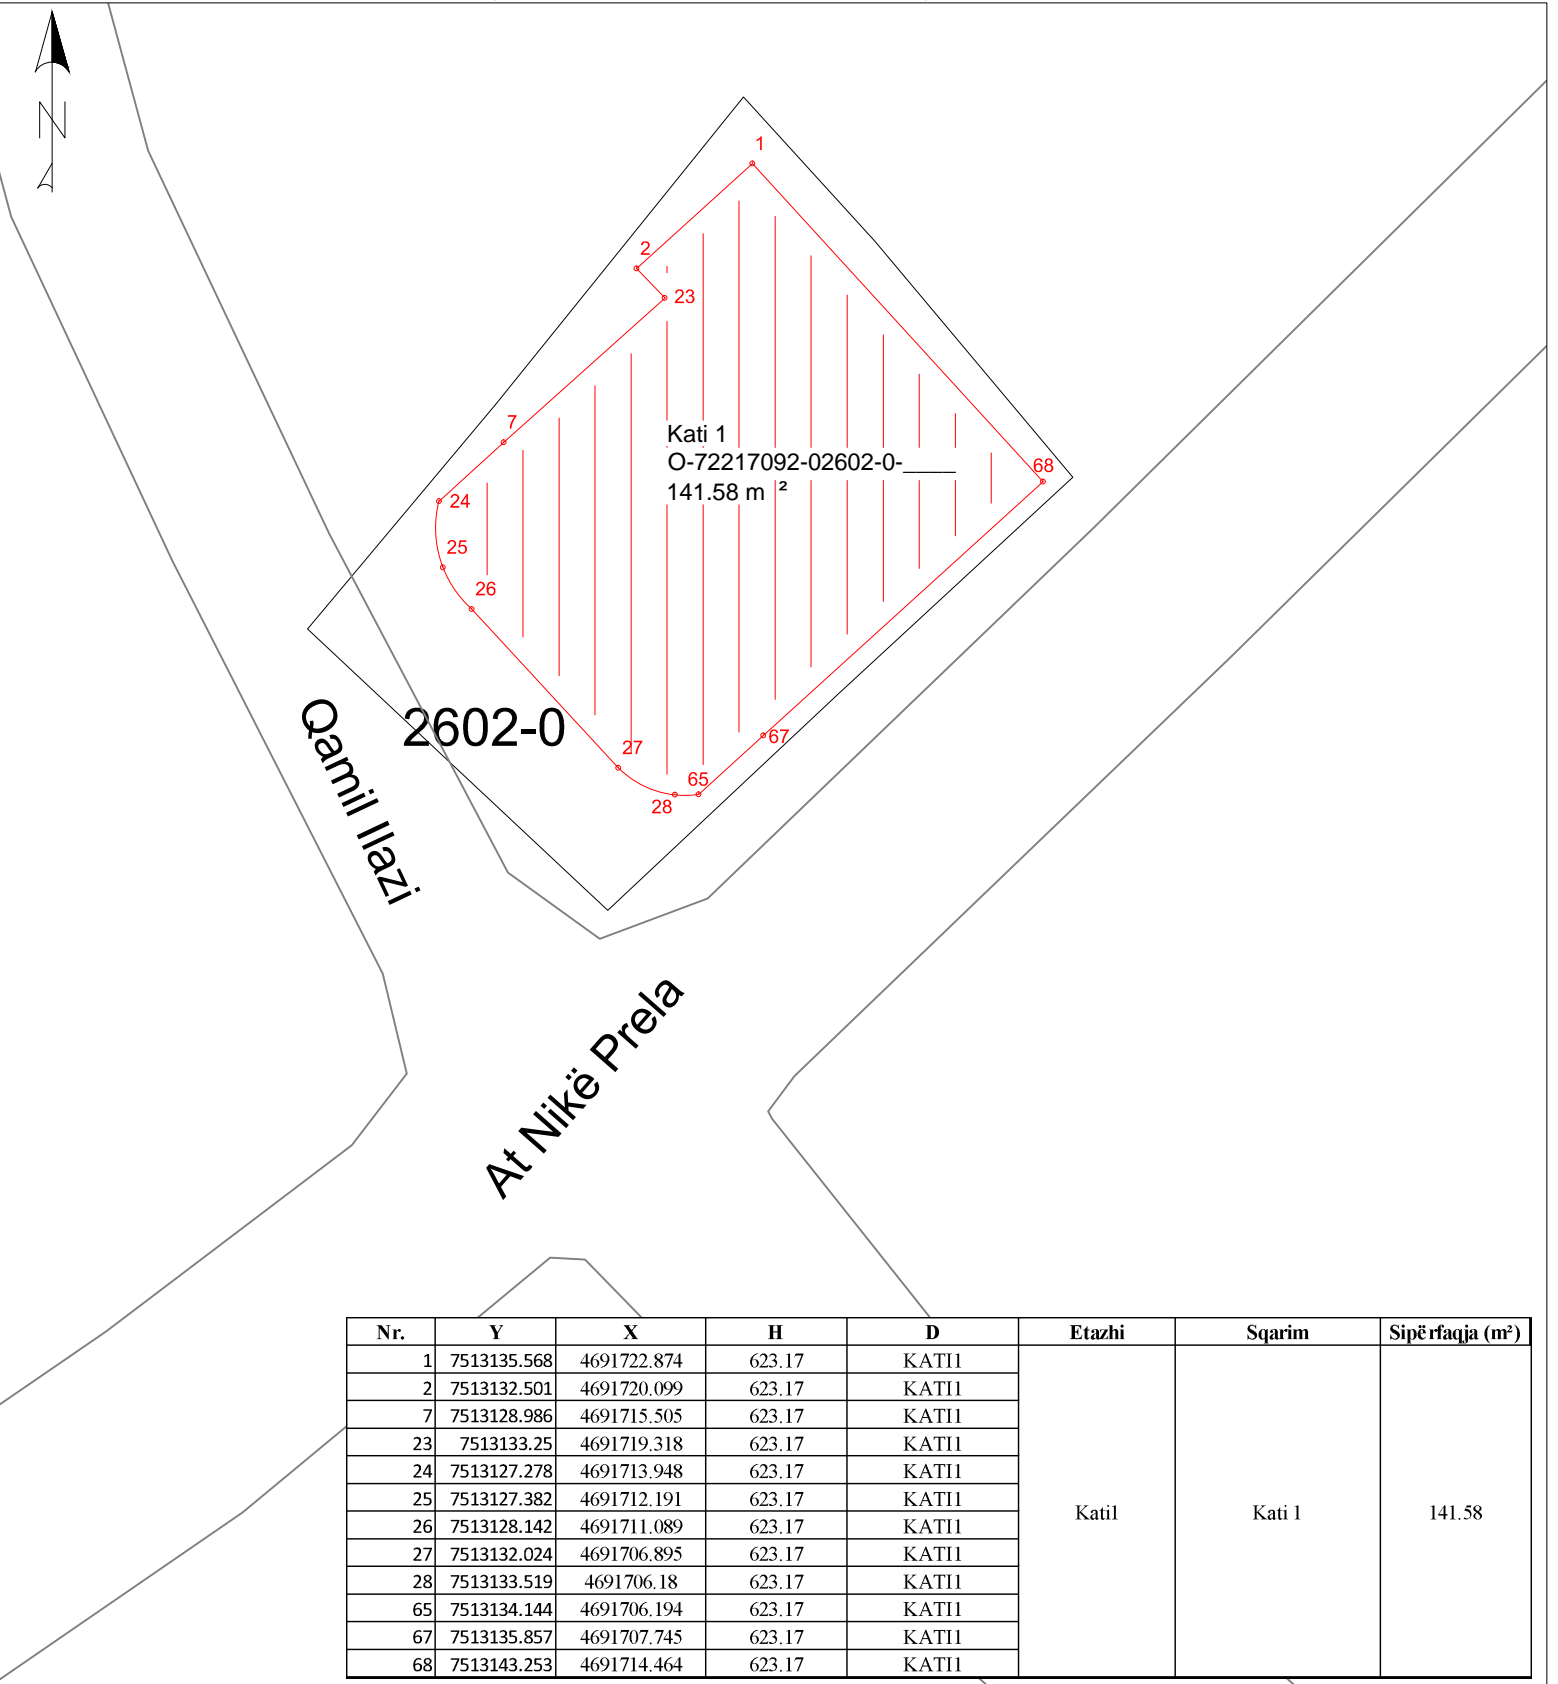 N
1
2
23
Kati 1
O-72217092-02602-0-____
141.58 m ²
7
68
24
25
26
2602-0
Qamil Ilazi
27
67
65
28
At Nikë Prela
Nr. Y X H D Etazhi Sqarim Sipërfaqja (m²)
1 7513135.568 4691722.874 623.17 KATI1
2 7513132.501 4691720.099 623.17 KATI1
7 7513128.986 4691715.505 623.17 KATI1
23 7513133.25 4691719.318 623.17 KATI1
24 7513127.278 4691713.948 623.17 KATI1
25 7513127.382 4691712.191 623.17 KATI1
26 7513128.142 4691711.089 623.17 KATI1 Kati1 Kati 1 141.58
27 7513132.024 4691706.895 623.17 KATI1
28 7513133.519 4691706.18 623.17 KATI1
65 7513134.144 4691706.194 623.17 KATI1
67 7513135.857 4691707.745 623.17 KATI1
68 7513143.253 4691714.464 623.17 KATI1